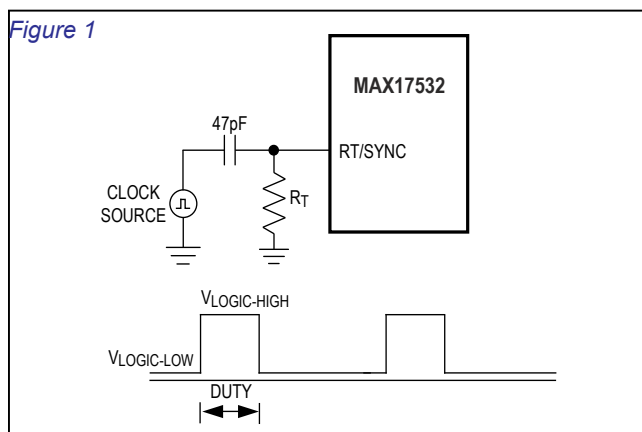 Figure 1
MAX17532
47pF
RT/SYNC
RT
CLOCK
SOURCE
VLOGIC-HIGH
VLOGIC-LOW
DUTY